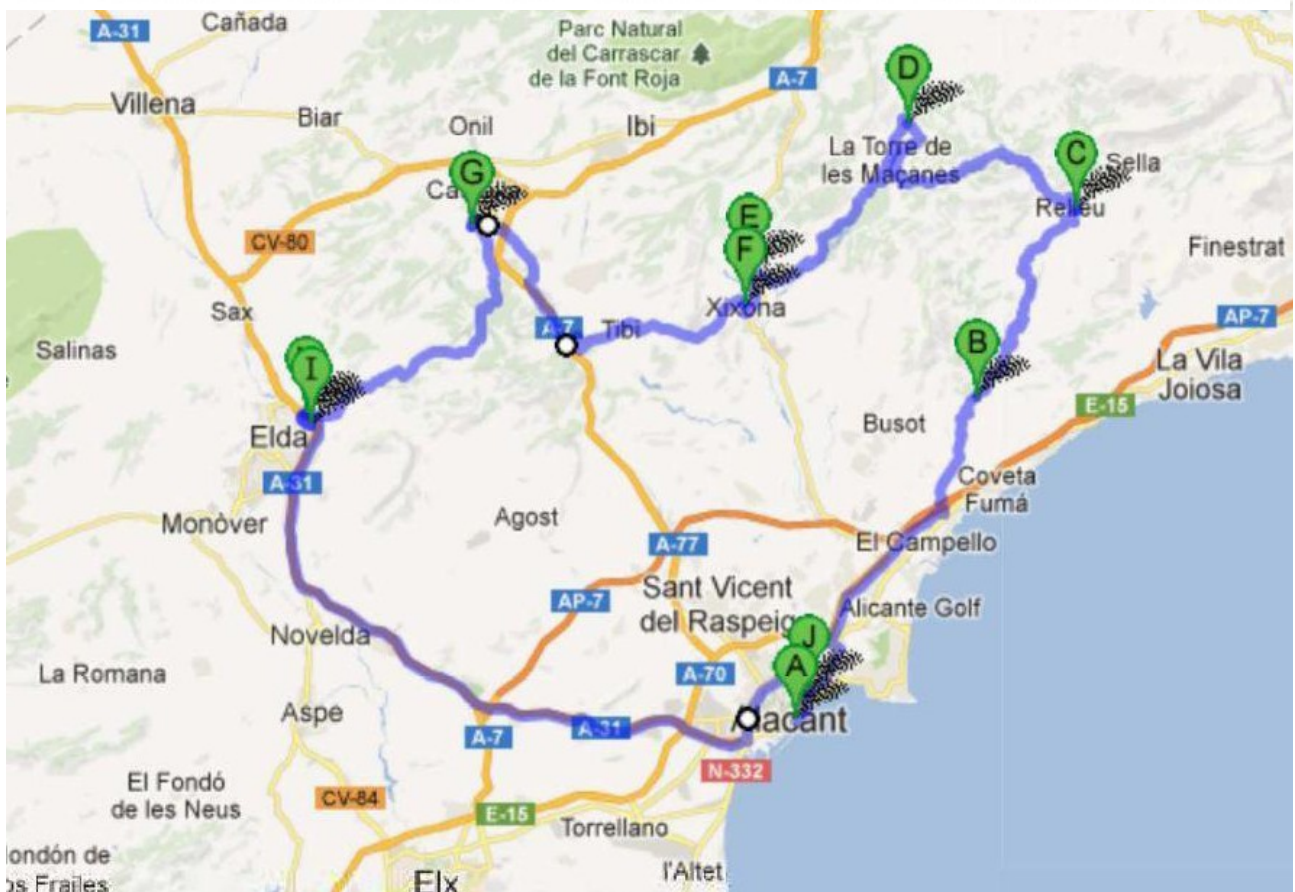 A-31
Cañada
Parc Natural
del Carrascar
de la Font Roja
A-7
D
Villena
Biar
Onil
Ibi
La Torre de
les Maçanes
C
Sella
G
Relleu
E
CV-80
F
Finestrat
Sax
Xixona
A-7
Tibi
AP-7
Salinas
B
La Vila
Joiosa
I
E-15
Busot
Elda
A-31
Coveta
Fumá
Monòver
Agost
A-77
El Campello
Sant Vicent
del Raspeig
AP-7
Alicante Golf
Novelda
J
La Romana
A-70
A
Aspe
Alacant
A-31
A-7
N-332
El Fondó
de les Neus
CV-84
E-15
Torrellano
l'Altet
Elx